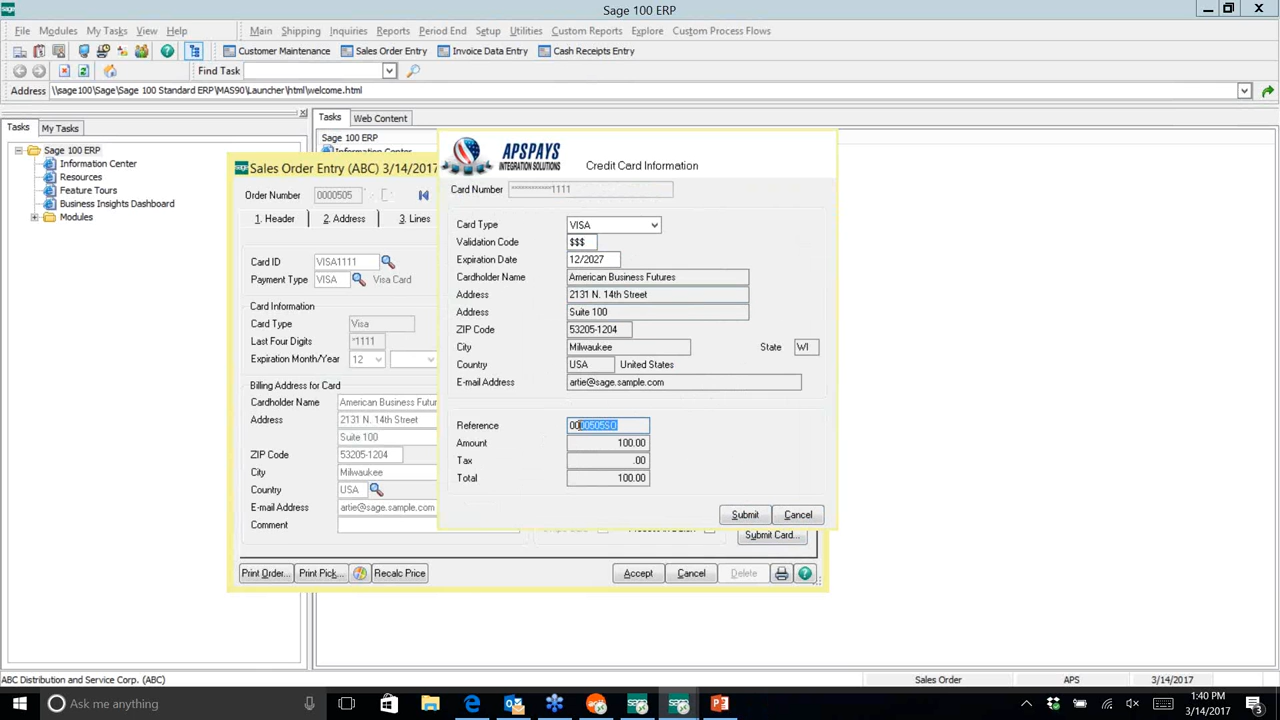 Sage 100 ERP
File Modules My Tasks View Help Main Shipping Inquiries Reports Period End Setup Utilities Custom Reports Explore Custom Process Flows
Customer Maintenance Sales Order Entry Invoice Data Entry Cash Receipts Entry
Find Task
Address \\sage100\Sage\Sage 100 Standard ERP\MAS90\Launcher\html\welcome.html
Tasks My Tasks
Sage 100 ERP
Information Center
Resources
Feature Tours
Business Insights Dashboard
Modules
Tasks Web Content
Sage 100 ERP
sage Sales Order Entry (ABC) 3/14/2017
Order Number 0000505
1. Header 2. Address 3. Lines
Card ID VISA1111
Payment Type VISA Visa Card
Card Information
Card Type Visa
Last Four Digits *1111
Expiration Month/Year 12
Billing Address for Card
Cardholder Name American Business Futur
Address 2131 N. 14th Street
Suite 100
ZIP Code 53205-1204
City Milwaukee
Country USA
E-mail Address artie@sage.sample.com
Comment
Submit Card...
Print Order... Print Pick... Recalc Price Accept Cancel Delete
APSPAYS
INTEGRATION SOLUTIONS
Credit Card Information
Card Number ************1111
Card Type VISA
Validation Code $$$
Expiration Date 12/2027
Cardholder Name American Business Futures
Address 2131 N. 14th Street
Address Suite 100
ZIP Code 53205-1204
City Milwaukee State WI
Country USA United States
E-mail Address artie@sage.sample.com
Reference 0000505SO
Amount 100.00
Tax .00
Total 100.00
Submit Cancel
ABC Distribution and Service Corp. (ABC) Sales Order APS 3/14/2017
Ask me anything
1:40 PM
3/14/2017